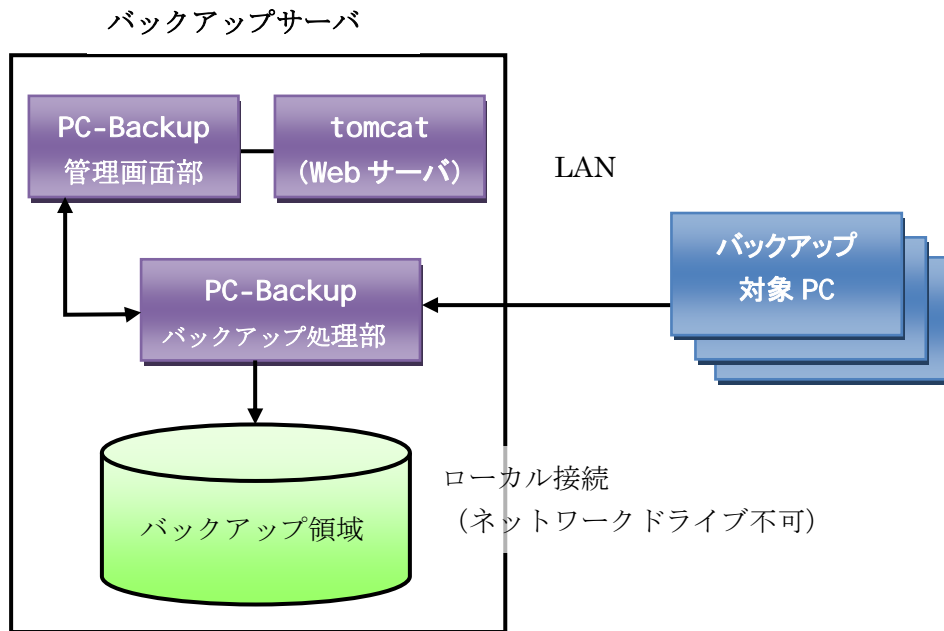 バックアップサーバ
PC-Backup
管理画面部
tomcat
(Web サーバ)
LAN
バックアップ
対象 PC
PC-Backup
バックアップ処理部
ローカル接続
(ネットワークドライブ不可)
バックアップ領域